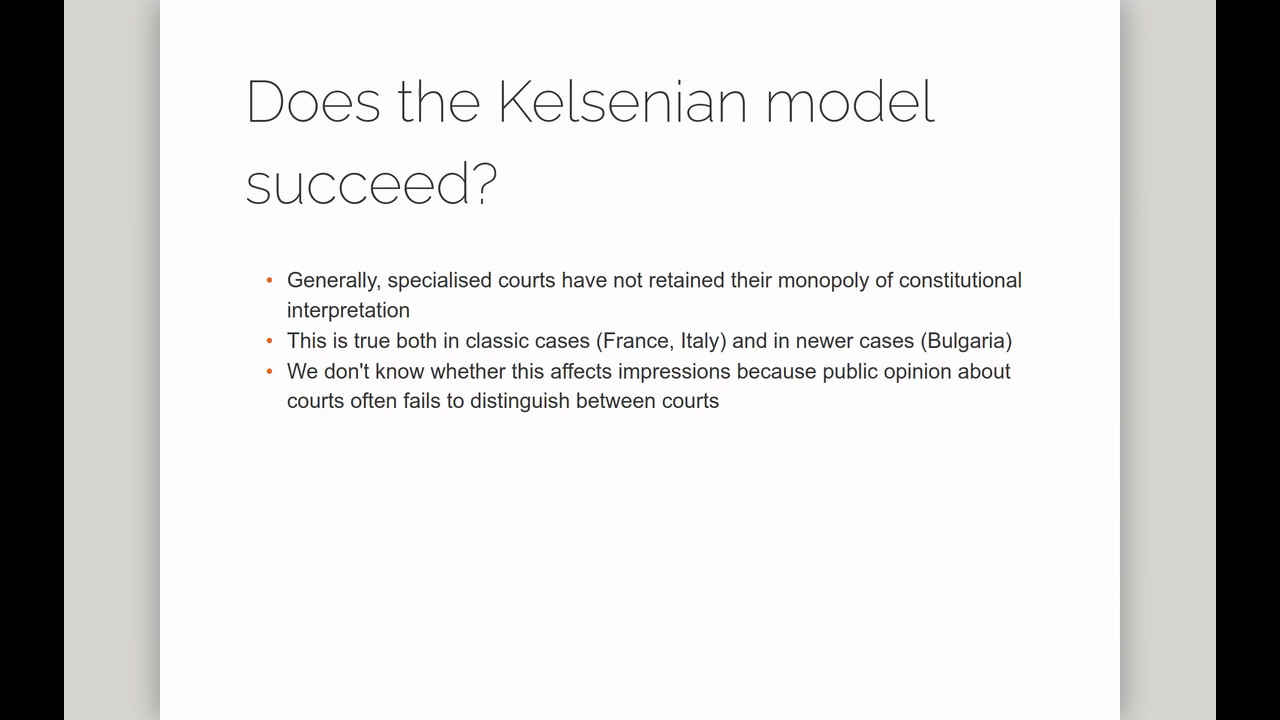 Does the Kelsenian model
succeed?
• Generally, specialised courts have not retained their monopoly of constitutional
interpretation
• This is true both in classic cases (France, Italy) and in newer cases (Bulgaria)
• We don't know whether this affects impressions because public opinion about
courts often fails to distinguish between courts